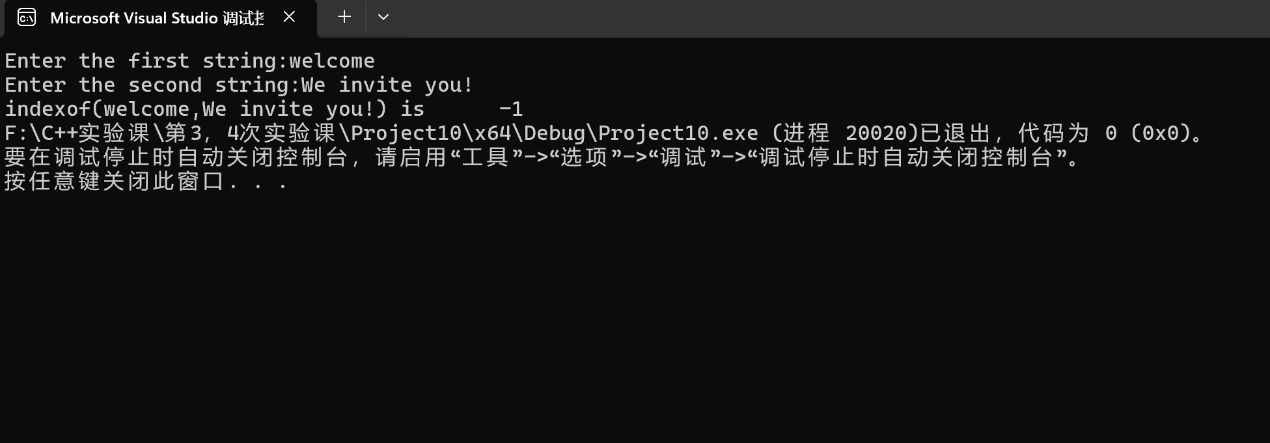 Microsoft Visual Studio 调试控
Enter the first string:welcome
Enter the second string:We invite you!
indexof(welcome,We invite you!) is      -1
F:\C++实验课\第3, 4次实验课\Project10\x64\Debug\Project10.exe (进程 20020)已退出，代码为 0 (0x0)。
要在调试停止时自动关闭控制台，请启用“工具”->“选项”->“调试”->“调试停止时自动关闭控制台”。
按任意键关闭此窗口. . .